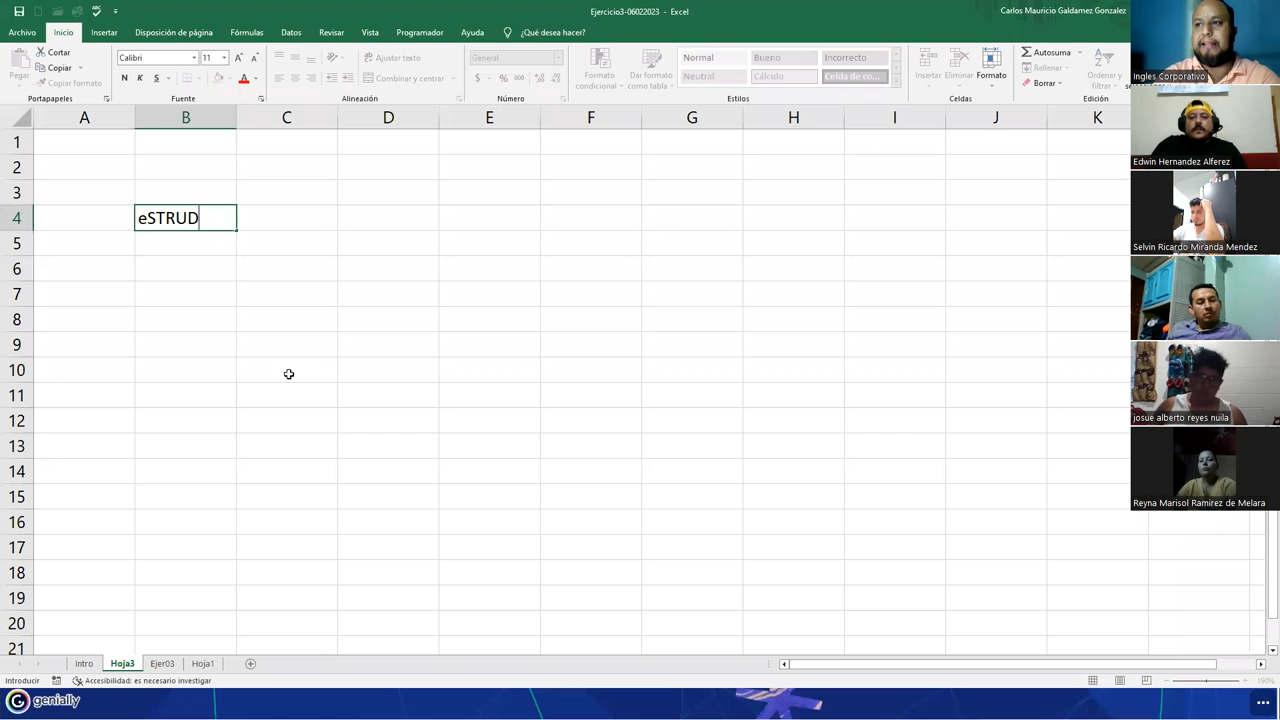 Ejercicio3-06022023 - Excel
Carlos Mauricio Galdamez Gonzalez
Archivo Inicio Insertar Disposición de página Fórmulas Datos Revisar Vista Programador Ayuda ¿Qué desea hacer?
Pegar
Cortar
Copiar
Copiar formato
Portapapeles
Calibri 11
N K S
Fuente
Ajustar texto
Combinar y centrar
Alineación
General
Número
Formato condicional
Dar formato como tabla
Normal Bueno Incorrecto
Neutral Cálculo Celda de co...
Estilos
Insertar Eliminar Formato
Celdas
Autosuma
Rellenar
Borrar
Ordenar y
Edición
A B C D E F G H I J K
1
2
3
4 eSTRUD
5
6
7
8
9
10
11
12
13
14
15
16
17
18
19
20
21
Ingles Corporativo
Edwin Hernandez Alferez
Selvin Ricardo Miranda Mendez
josue alberto reyes nuila
Reyna Marisol Ramirez de Melara
Intro Hoja3 Ejer03 Hoja1
Introducir Accesibilidad: es necesario investigar 190%
genially